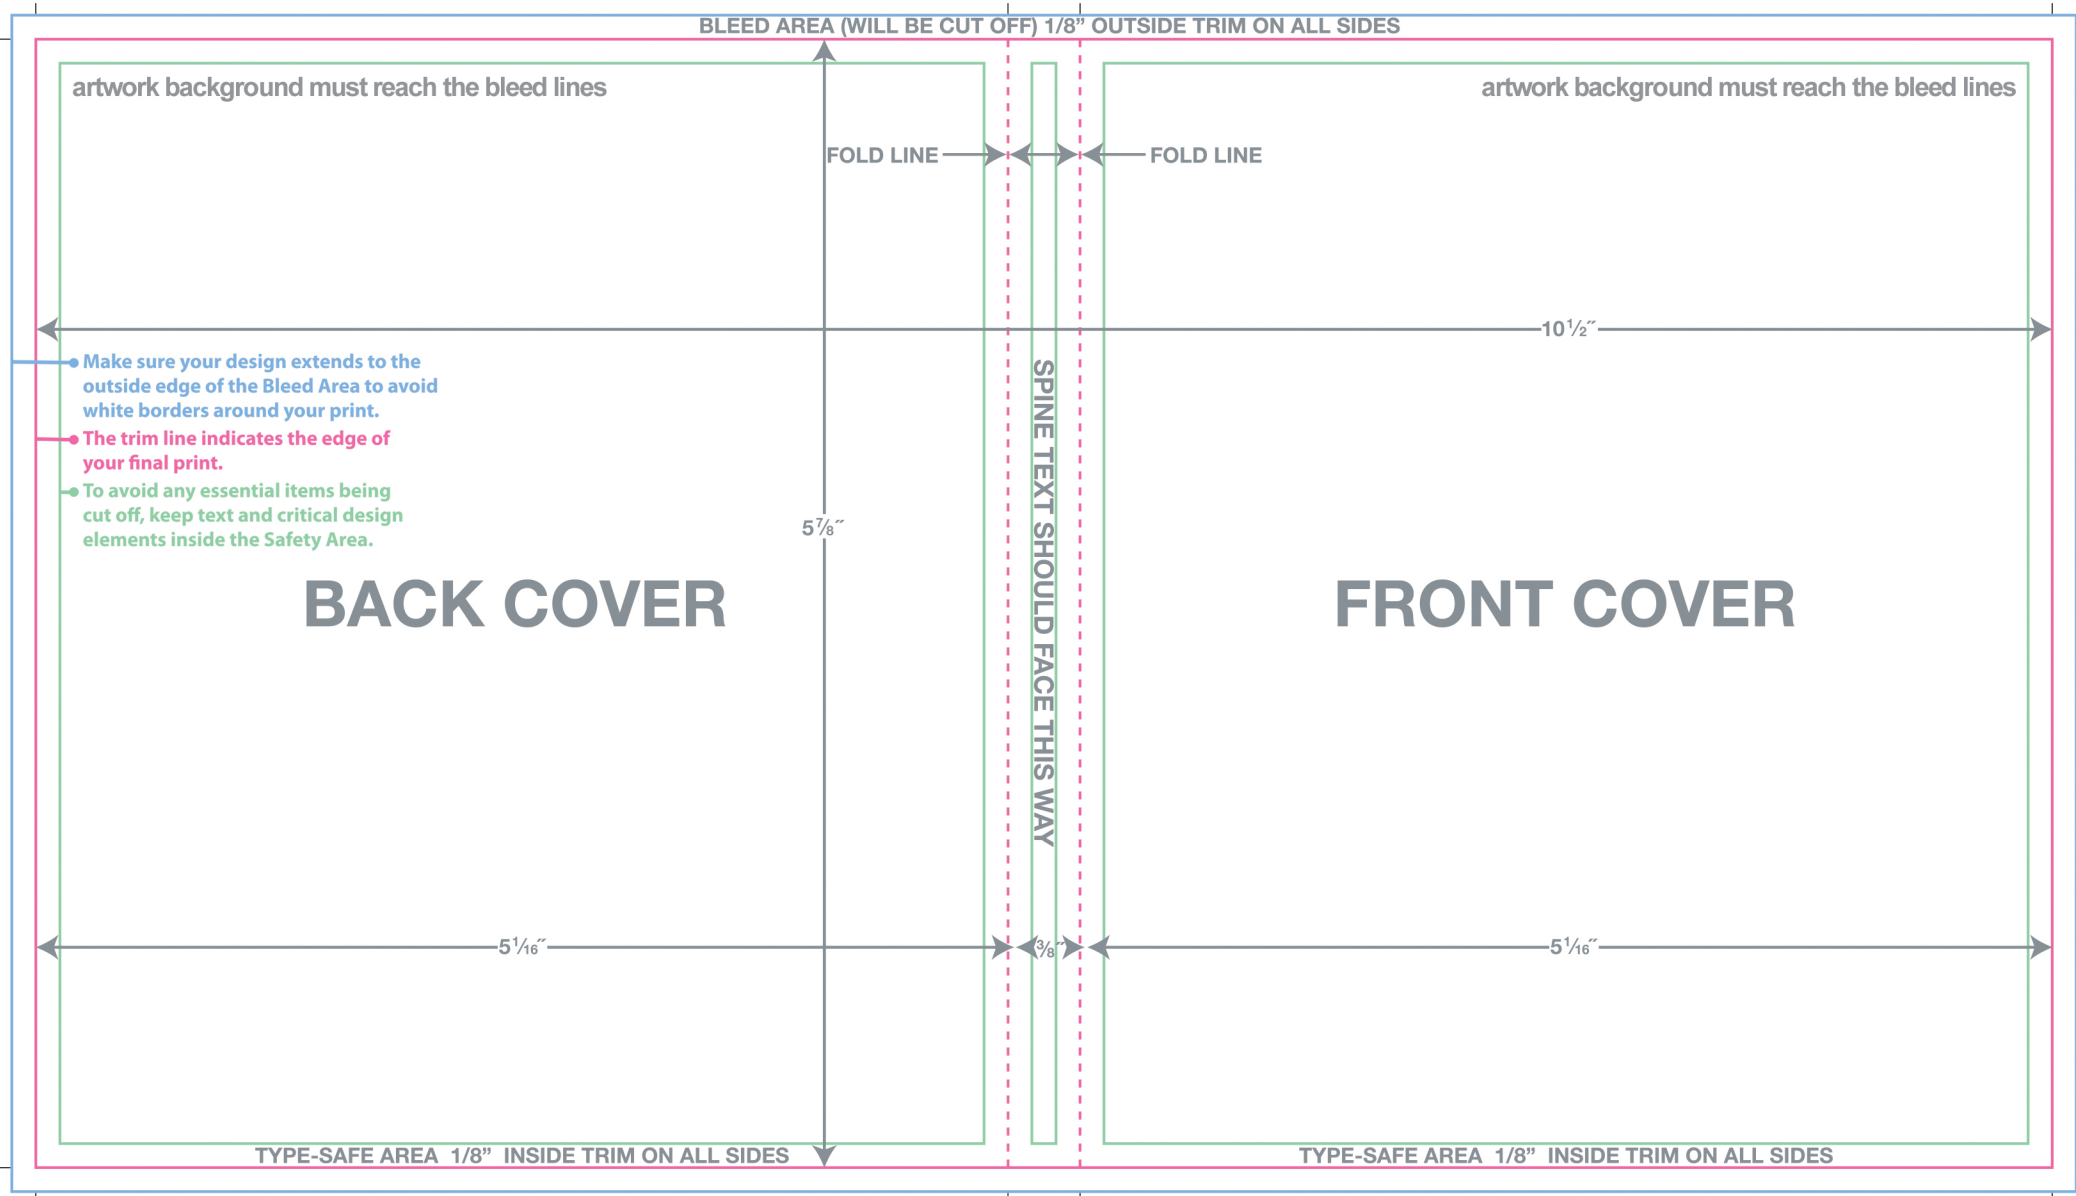 BLEED AREA (WILL BE CUT OFF) 1/8” OUTSIDE TRIM ON ALL SIDES
artwork background must reach the bleed lines
artwork background must reach the bleed lines
FOLD LINE
FOLD LINE
10½″
Make sure your design extends to the
outside edge of the Bleed Area to avoid
white borders around your print.
The trim line indicates the edge of
your final print.
To avoid any essential items being
cut off, keep text and critical design
elements inside the Safety Area.
5⅞″
SPINE TEXT SHOULD FACE THIS WAY
BACK COVER
FRONT COVER
5 1⁄16″
⅜″
5 1⁄16″
TYPE-SAFE AREA 1/8” INSIDE TRIM ON ALL SIDES
TYPE-SAFE AREA 1/8” INSIDE TRIM ON ALL SIDES